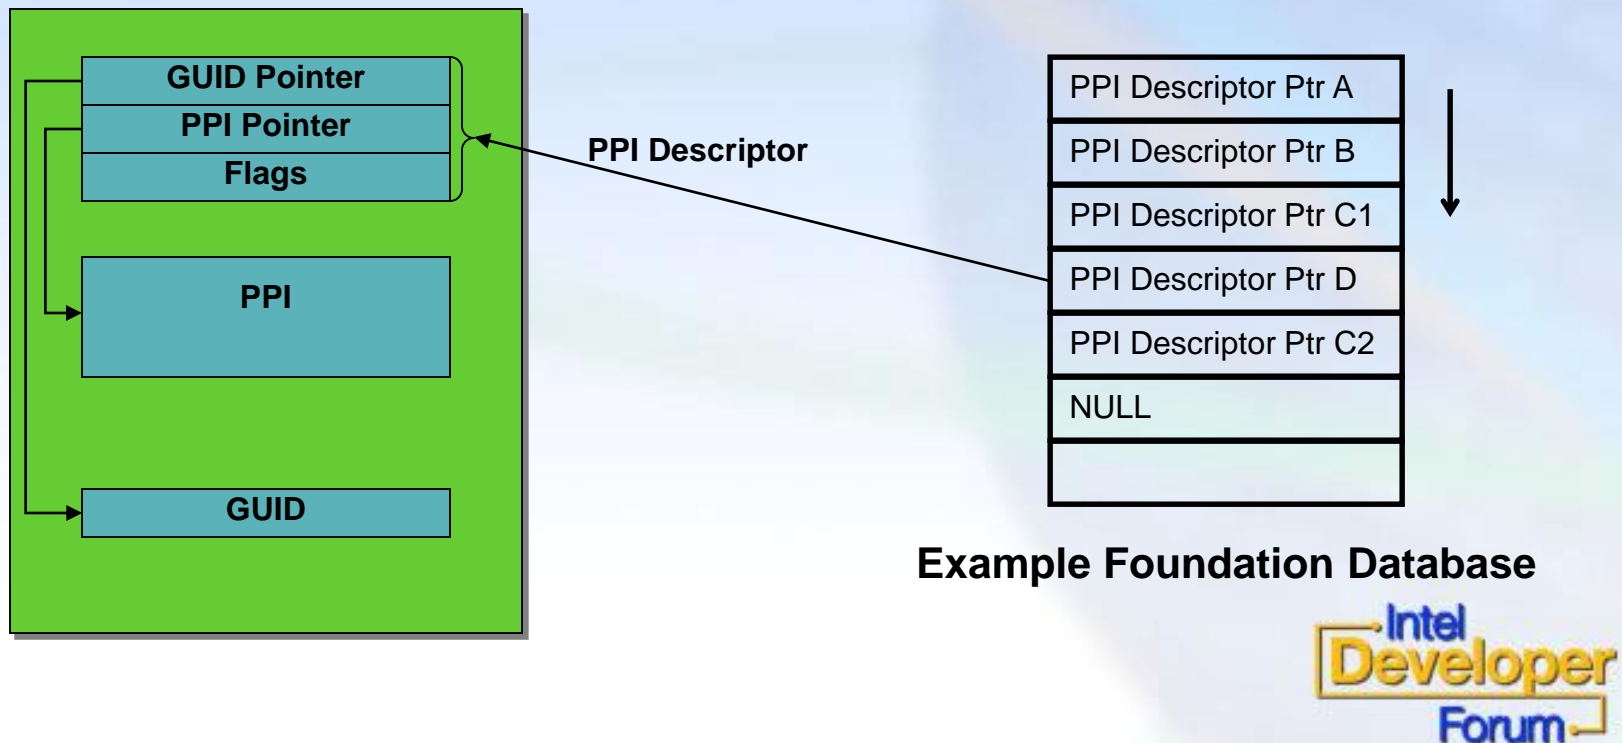 GUID Pointer
PPI Pointer
Flags
PPI
GUID
PPI Descriptor
PPI Descriptor Ptr A
PPI Descriptor Ptr B
PPI Descriptor Ptr C1
PPI Descriptor Ptr D
PPI Descriptor Ptr C2
NULL
Example Foundation Database
Intel
Developer
Forum